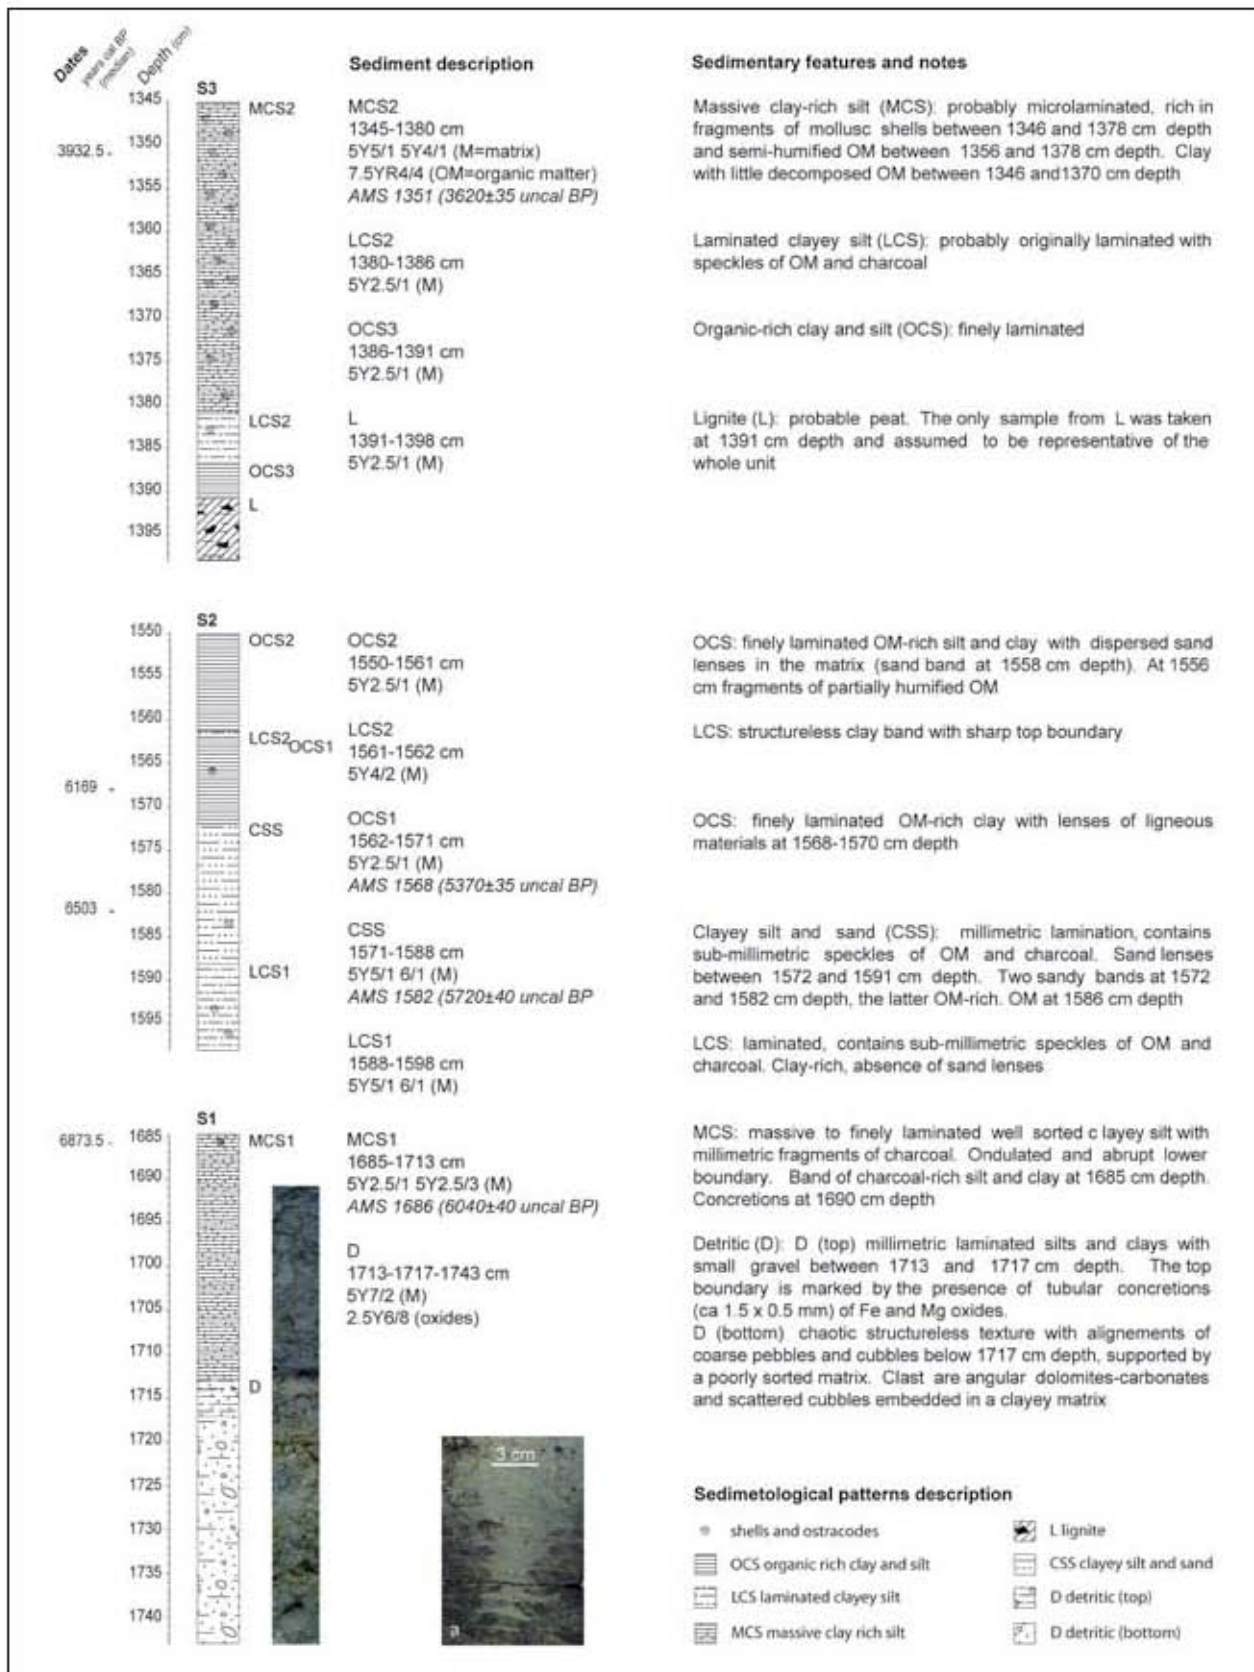 Dates
years cal BP
(median)
Depth (cm)
Sediment description
Sedimentary features and notes
S3
1345
1350
1355
1360
1365
1370
1375
1380
1385
1390
1395
3932.5
MCS2
LCS2
OCS3
L
MCS2
1345-1380 cm
5Y5/1 5Y4/1 (M=matrix)
7.5YR4/4 (OM=organic matter)
AMS 1351 (3620±35 uncal BP)
Massive clay-rich silt (MCS): probably microlaminated, rich in
fragments of mollusc shells between 1346 and 1378 cm depth
and semi-humified OM between 1356 and 1378 cm depth. Clay
with little decomposed OM between 1346 and1370 cm depth
LCS2
1380-1386 cm
5Y2.5/1 (M)
Laminated clayey silt (LCS): probably originally laminated with
speckles of OM and charcoal
OCS3
1386-1391 cm
5Y2.5/1 (M)
Organic-rich clay and silt (OCS): finely laminated
L
1391-1398 cm
5Y2.5/1 (M)
Lignite (L): probable peat. The only sample from L was taken
at 1391 cm depth and assumed to be representative of the
whole unit
S2
1550
1555
1560
1565
1570
1575
1580
1585
1590
1595
6169
6503
OCS2
LCS2
OCS1
CSS
LCS1
OCS2
1550-1561 cm
5Y2.5/1 (M)
OCS: finely laminated OM-rich silt and clay with dispersed sand
lenses in the matrix (sand band at 1558 cm depth). At 1556
cm fragments of partially humified OM
LCS2
1561-1562 cm
5Y4/2 (M)
LCS: structureless clay band with sharp top boundary
OCS1
1562-1571 cm
5Y2.5/1 (M)
AMS 1568 (5370±35 uncal BP)
OCS: finely laminated OM-rich clay with lenses of ligneous
materials at 1568-1570 cm depth
CSS
1571-1588 cm
5Y5/1 6/1 (M)
AMS 1582 (5720±40 uncal BP
Clayey silt and sand (CSS): millimetric lamination, contains
sub-millimetric speckles of OM and charcoal. Sand lenses
between 1572 and 1591 cm depth. Two sandy bands at 1572
and 1582 cm depth, the latter OM-rich. OM at 1586 cm depth
LCS1
1588-1598 cm
5Y5/1 6/1 (M)
LCS: laminated, contains sub-millimetric speckles of OM and
charcoal. Clay-rich, absence of sand lenses
S1
1685
1690
1695
1700
1705
1710
1715
1720
1725
1730
1735
1740
6873.5
MCS1
D
MCS1
1685-1713 cm
5Y2.5/1 5Y2.5/3 (M)
AMS 1686 (6040±40 uncal BP)
MCS: massive to finely laminated well sorted c layey silt with
millimetric fragments of charcoal. Ondulated and abrupt lower
boundary. Band of charcoal-rich silt and clay at 1685 cm depth.
Concretions at 1690 cm depth
D
1713-1717-1743 cm
5Y7/2 (M)
2.5Y6/8 (oxides)
Detritic (D): D (top) millimetric laminated silts and clays with
small gravel between 1713 and 1717 cm depth. The top
boundary is marked by the presence of tubular concretions
(ca 1.5 x 0.5 mm) of Fe and Mg oxides.
D (bottom) chaotic structureless texture with alignements of
coarse pebbles and cubbles below 1717 cm depth, supported by
a poorly sorted matrix. Clast are angular dolomites-carbonates
and scattered cubbles embedded in a clayey matrix
3 cm
a
Sedimetological patterns description
shells and ostracodes
OCS organic rich clay and silt
LCS laminated clayey silt
MCS massive clay rich silt
L lignite
CSS clayey silt and sand
D detritic (top)
D detritic (bottom)